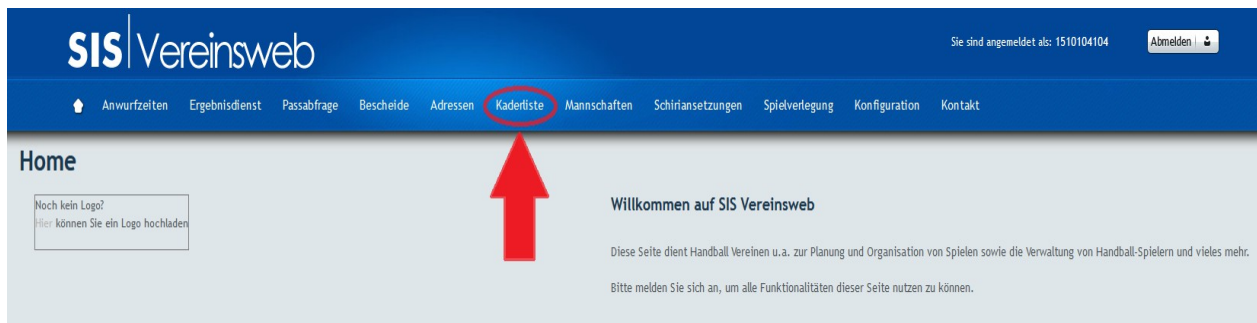 SIS Vereinsweb
Sie sind angemeldet als: 1510104104
Abmelden
Anwurfzeiten Ergebnisdienst Passabfrage Bescheide Adressen Kaderliste Mannschaften Schiriansetzungen Spielverlegung Konfiguration Kontakt
Home
Noch kein Logo?
Hier können Sie ein Logo hochladen
Willkommen auf SIS Vereinsweb
Diese Seite dient Handball Vereinen u.a. zur Planung und Organisation von Spielen sowie die Verwaltung von Handball-Spielern und vieles mehr.
Bitte melden Sie sich an, um alle Funktionalitäten dieser Seite nutzen zu können.